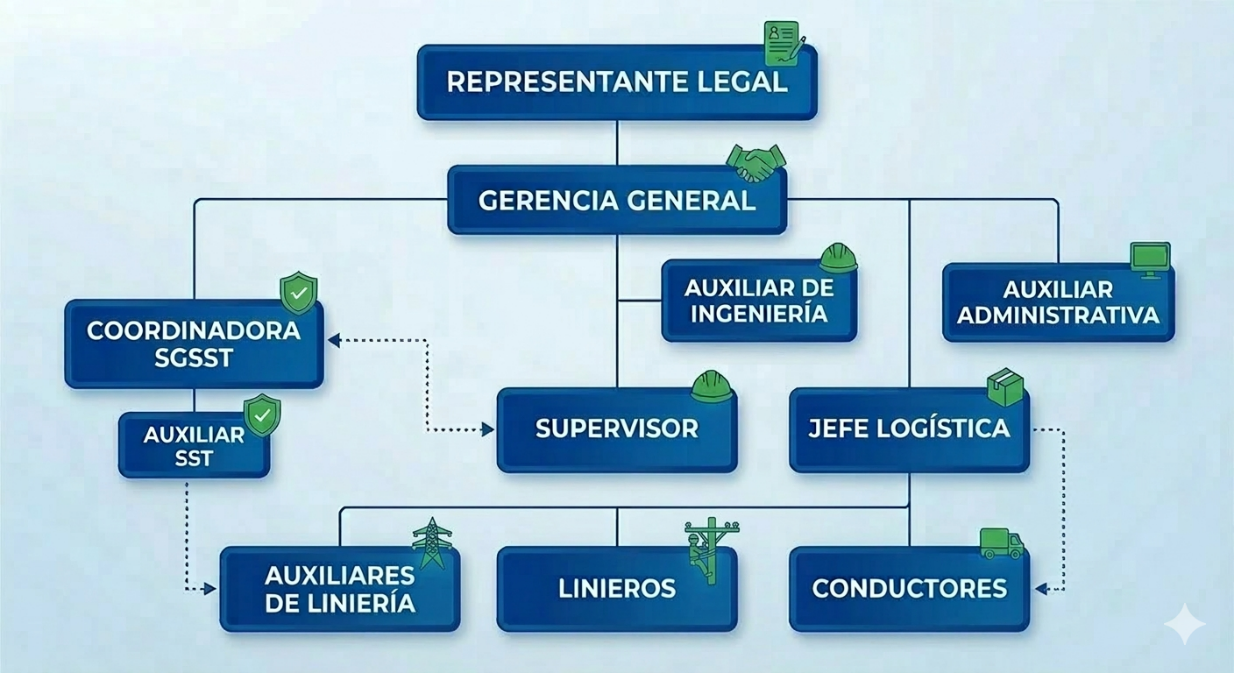 REPRESENTANTE LEGAL
GERENCIA GENERAL
AUXILIAR DE
INGENIERÍA
AUXILIAR
ADMINISTRATIVA
COORDINADORA
SGSST
AUXILIAR
SST
SUPERVISOR
JEFE LOGÍSTICA
AUXILIARES
DE LINIERÍA
LINIEROS
CONDUCTORES